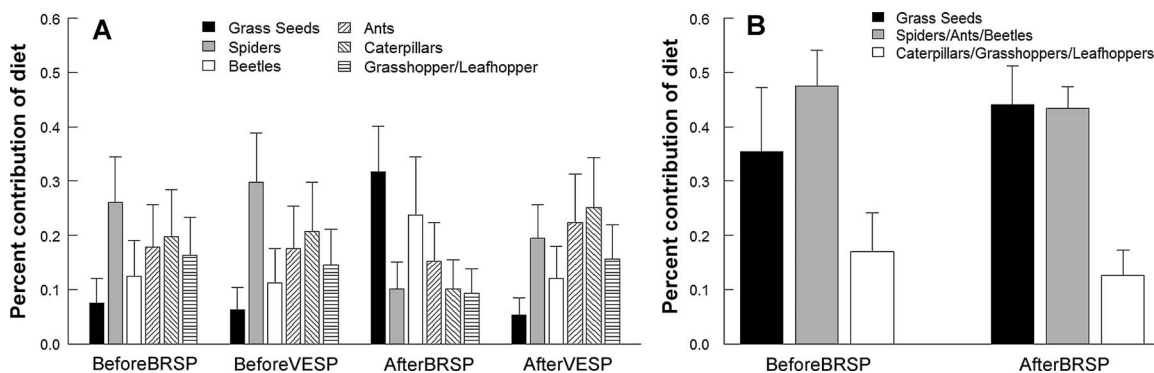 A
Grass Seeds
Spiders
Beetles
Ants
Caterpillars
Grasshopper/Leafhopper
Percent contribution of diet
0.6
0.5
0.4
0.3
0.2
0.1
0.0
BeforeBRSP BeforeVESP AfterBRSP AfterVESP
B
Grass Seeds
Spiders/Ants/Beetles
Caterpillars/Grasshoppers/Leafhoppers
Percent contribution of diet
0.6
0.5
0.4
0.3
0.2
0.1
0.0
BeforeBRSP AfterBRSP